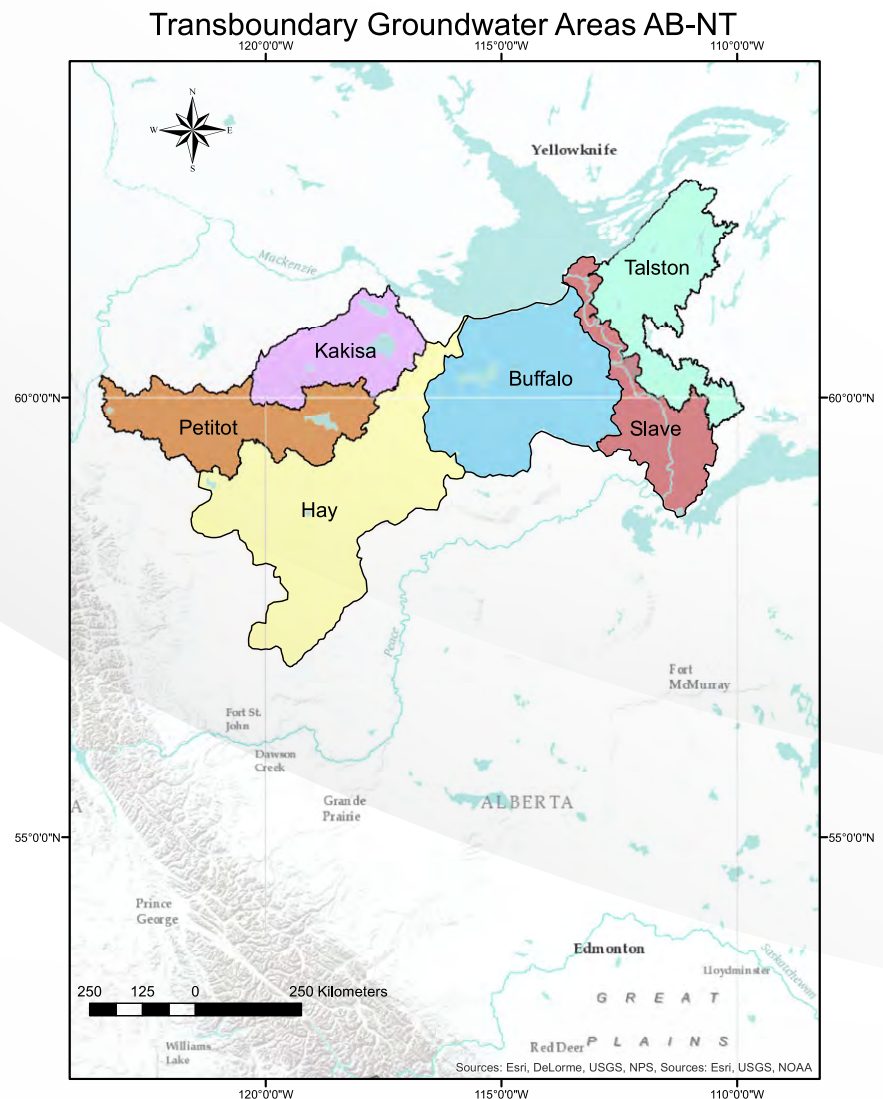 Transboundary Groundwater Areas AB-NT
120°0'0"W
115°0'0"W
110°0'0"W
N
W
E
S
Yellowknife
Mackenzie
Talston
Kakisa
Buffalo
60°0'0"N
60°0'0"N
Petitot
Slave
Hay
Peace
Fort
McMurray
Fort St.
John
Dawson
Creek
Grande
Prairie
ALBERTA
A
55°0'0"N
55°0'0"N
Prince
George
Edmonton
Saskatchewan
Lloydminster
250 125 0 250 Kilometers
GREAT
PLAINS
Red Deer
Williams
Lake
Sources: Esri, DeLorme, USGS, NPS, Sources: Esri, USGS, NOAA
120°0'0"W
115°0'0"W
110°0'0"W